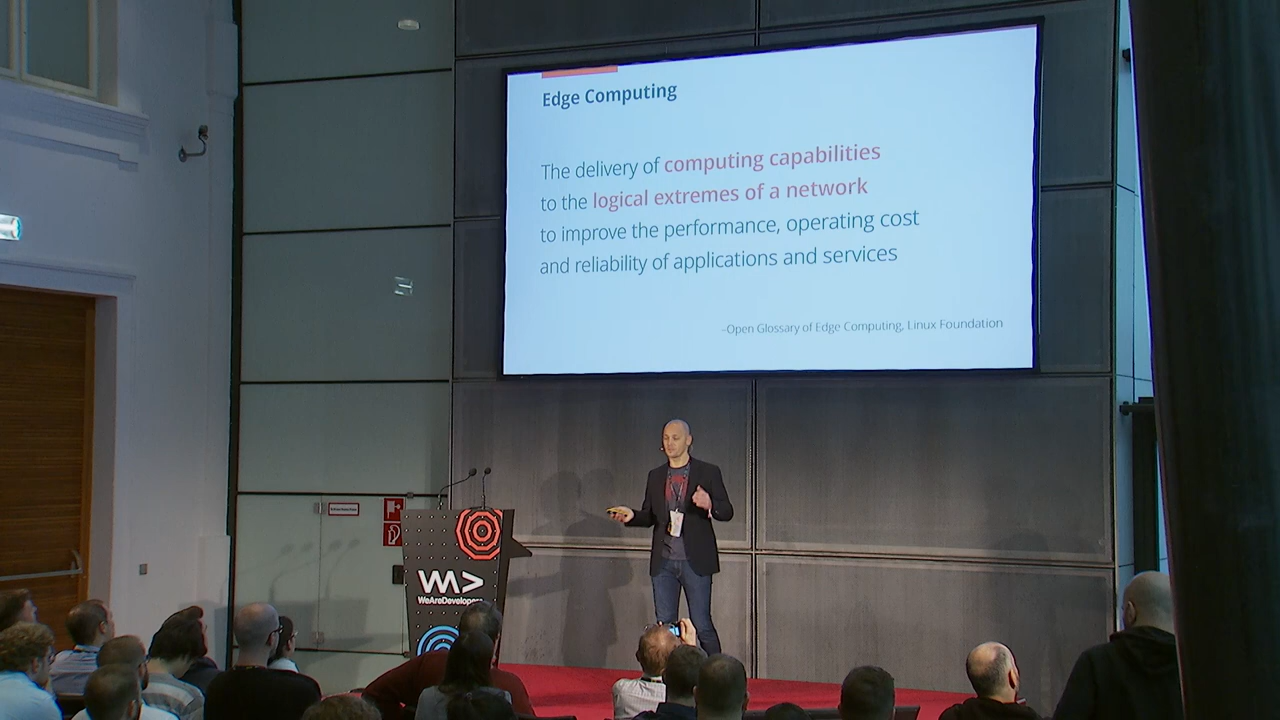 Edge Computing
The delivery of computing capabilities
to the logical extremes of a network
to improve the performance, operating cost
and reliability of applications and services
–Open Glossary of Edge Computing, Linux Foundation
WeAreDevelopers